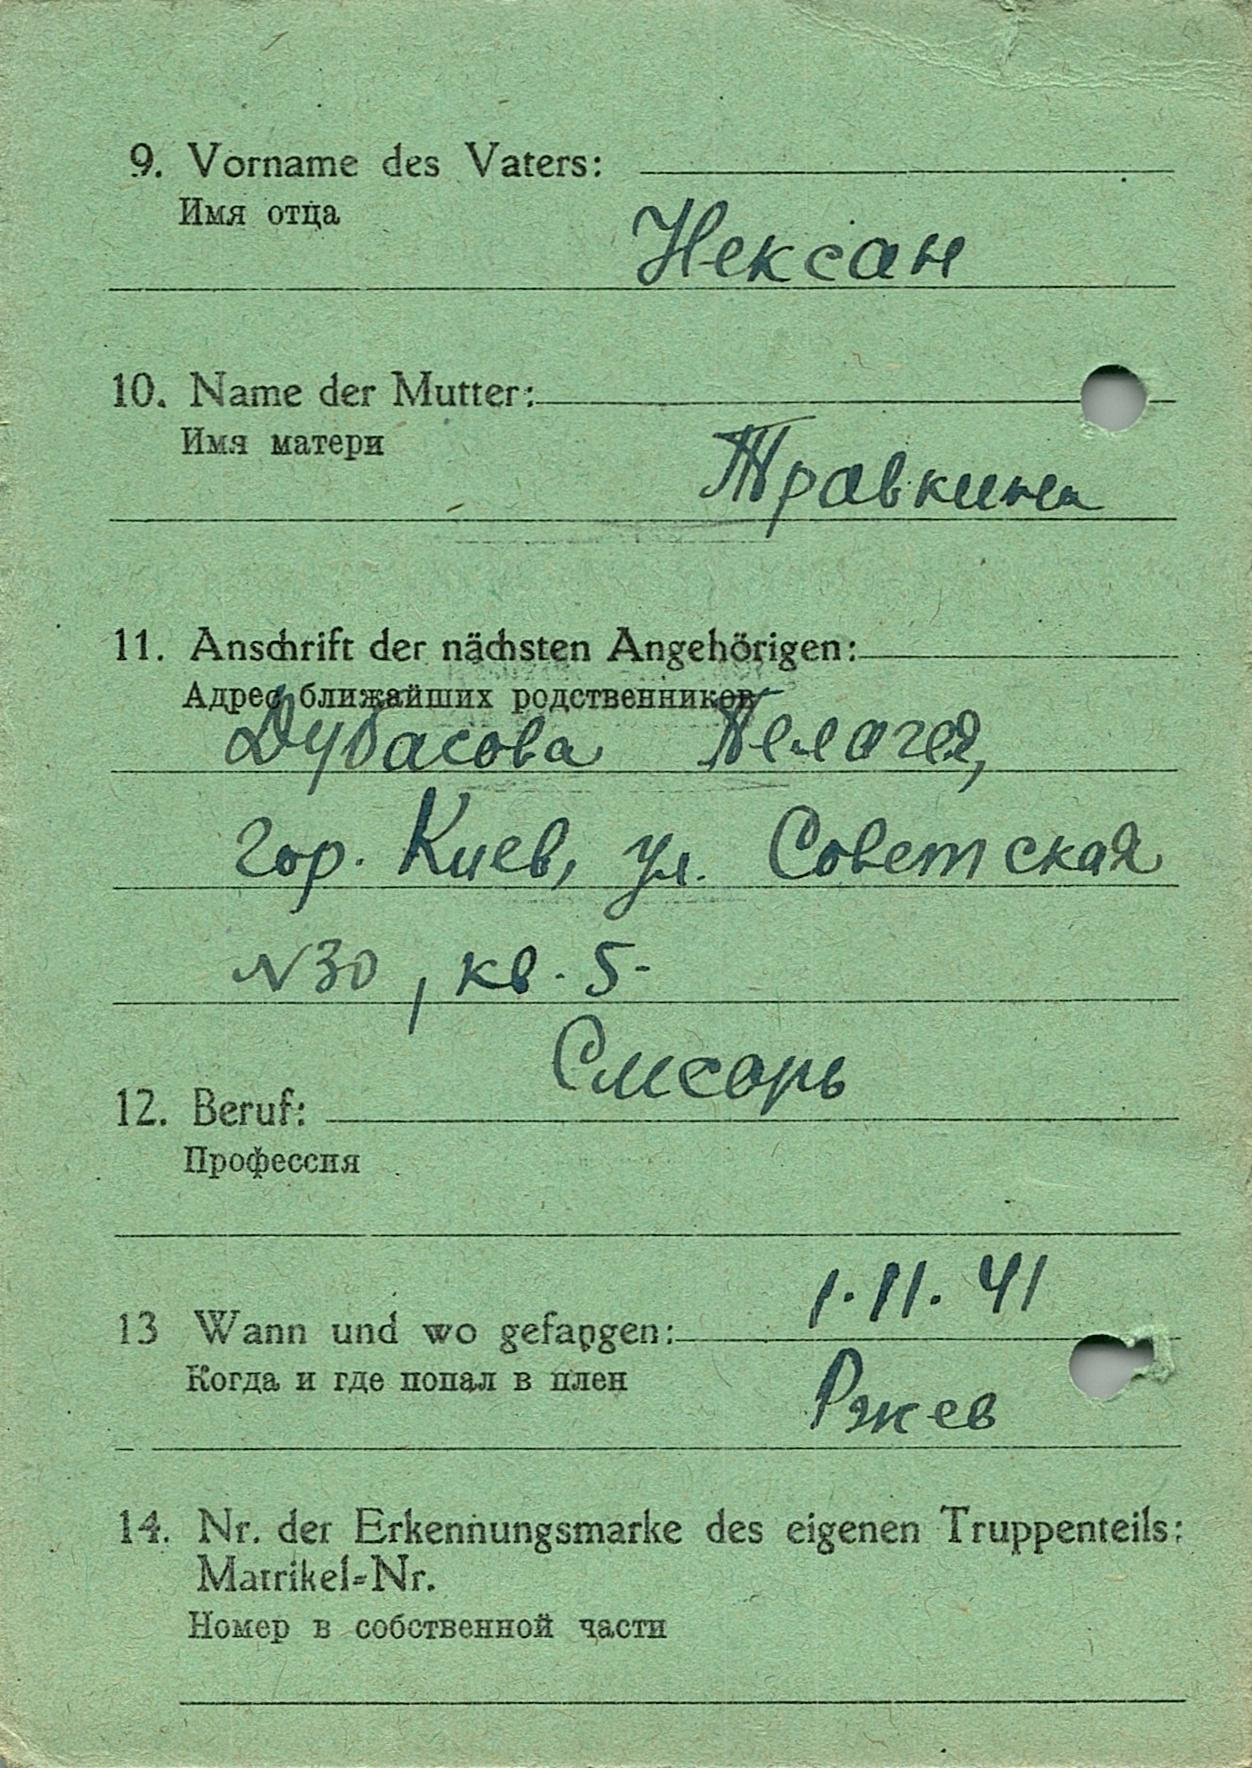 9. Vorname des Vaters:
Имя отца
Нексан
10. Name der Mutter:
Имя матери
Травкина
11. Anschrift der nächsten Angehörigen:
Адрес ближайших родственников
Дубасова Пелагея,
гор. Киев, ул. Советская
N30, кв. 5-
12. Beruf:
Слесарь
Профессия
13 Wann und wo gefangen:
1.11.41
Когда и где попал в плен
Ржев
14. Nr. der Erkennungsmarke des eigenen Truppenteils:
Matrikel-Nr.
Номер в собственной части